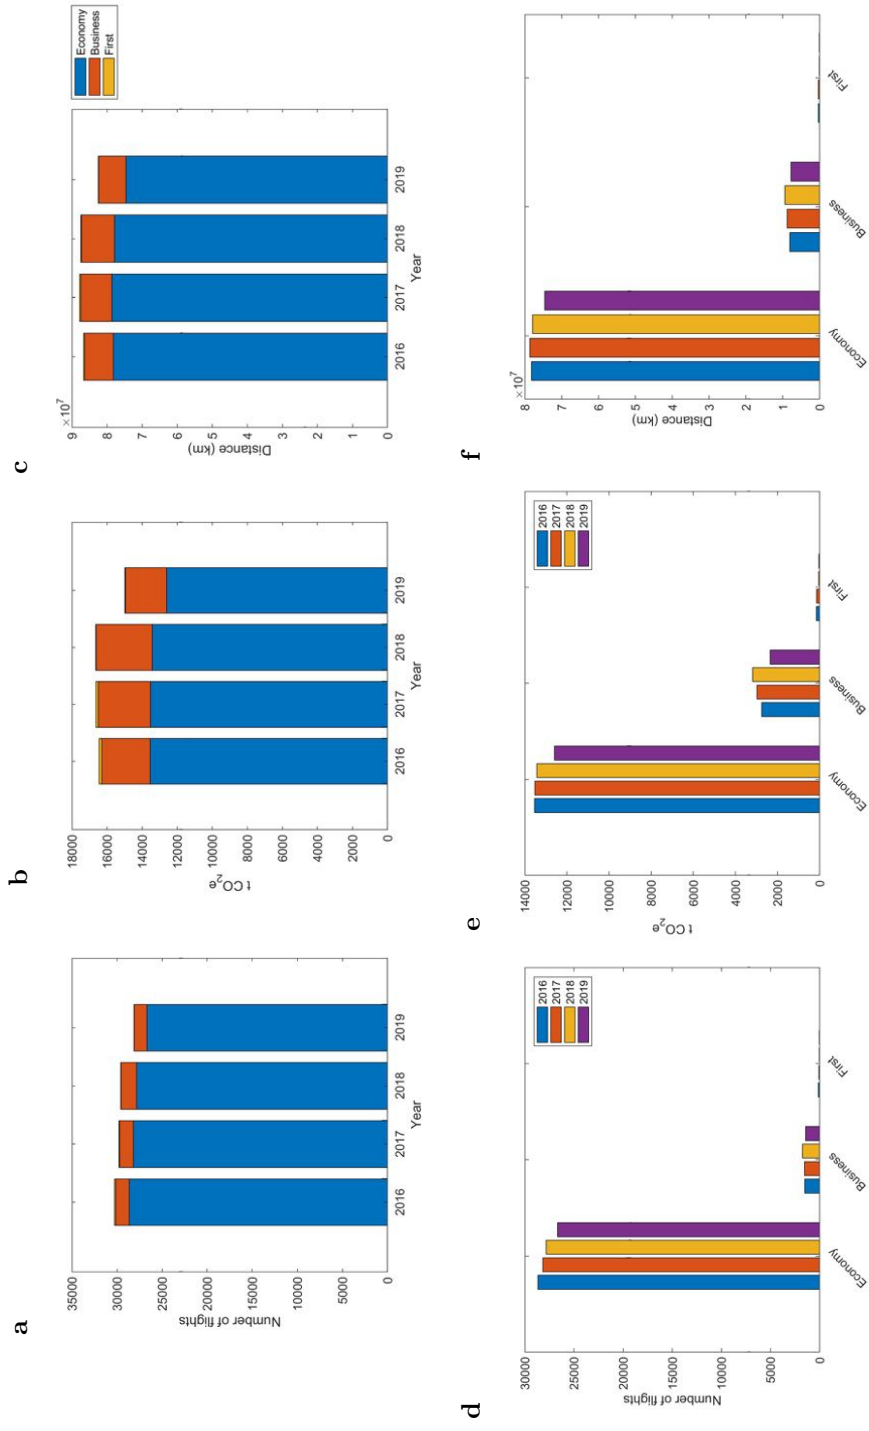 a
35000
30000
25000
20000
15000
10000
5000
0
Number of flights
2016 2017 2018 2019
Year
b
18000
16000
14000
12000
10000
8000
6000
4000
2000
0
t CO2e
2016 2017 2018 2019
Year
c
×10^7
9
8
7
6
5
4
3
2
1
0
Distance (km)
2016 2017 2018 2019
Year
Economy
Business
First
d
30000
25000
20000
15000
10000
5000
0
Number of flights
Economy Business First
2016
2017
2018
2019
e
14000
12000
10000
8000
6000
4000
2000
0
t CO2e
Economy Business First
2016
2017
2018
2019
f
×10^7
8
7
6
5
4
3
2
1
0
Distance (km)
Economy Business First